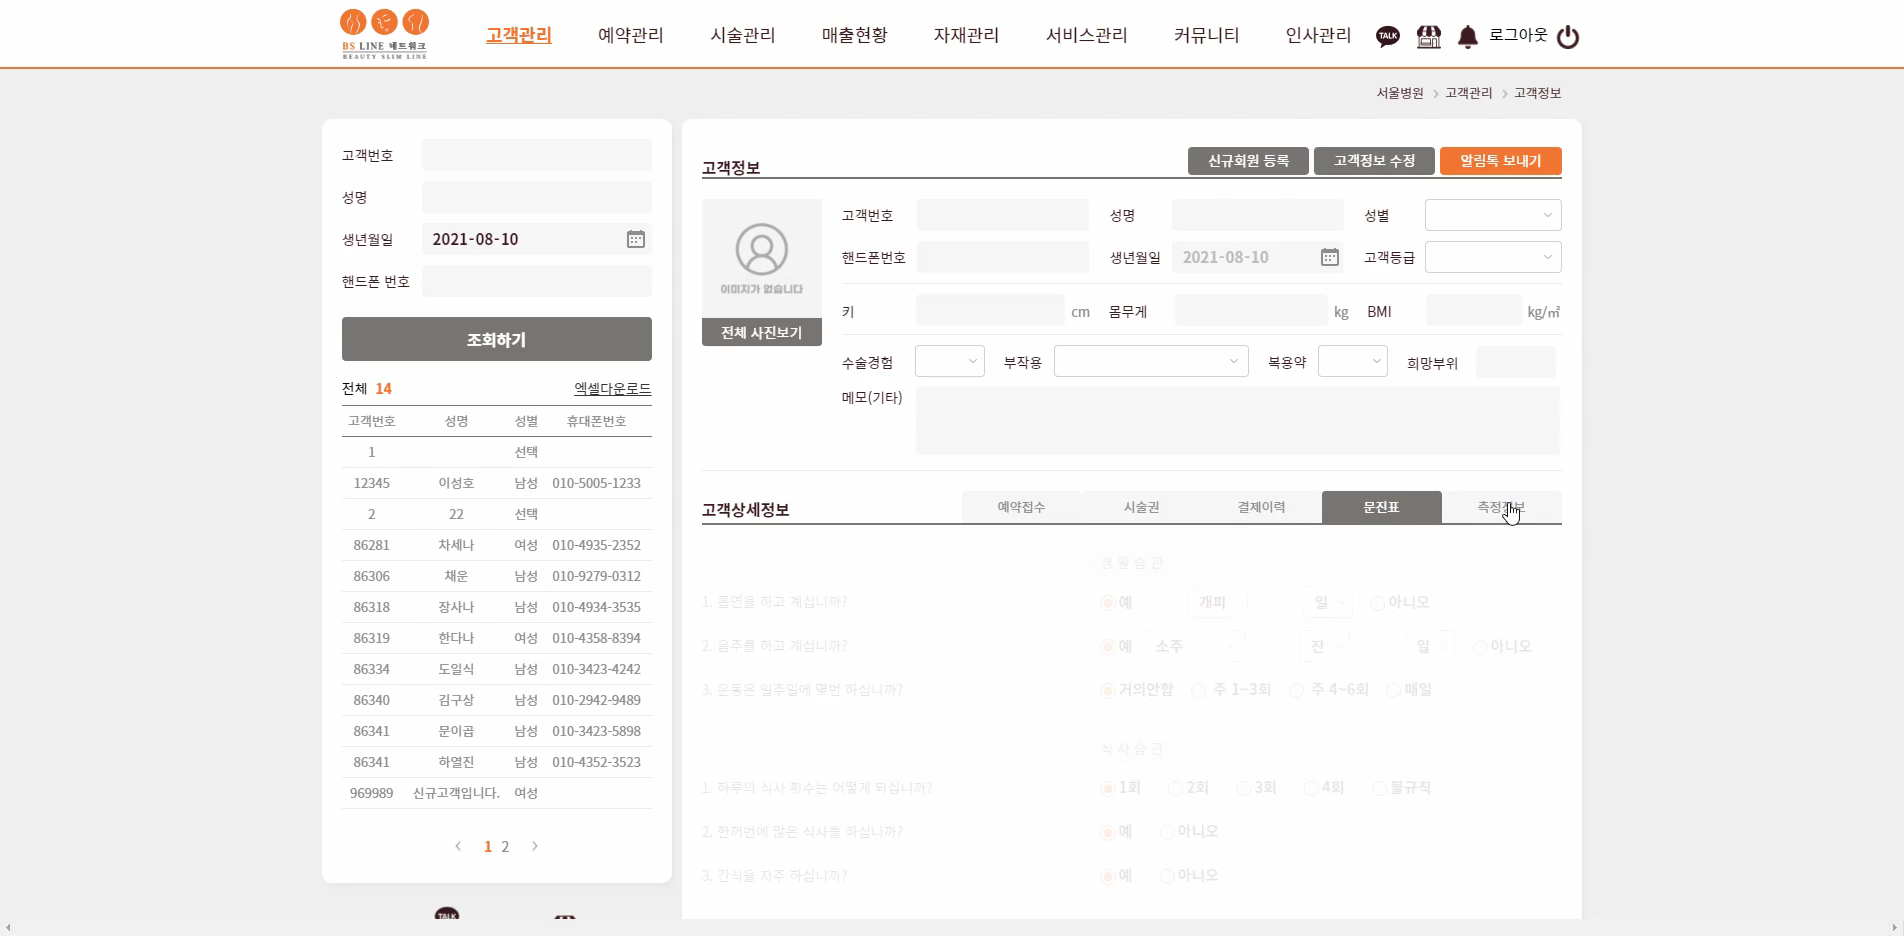 BS LINE 네트워크
BEAUTY SLIM LINE
고객관리 예약관리 시술관리 매출현황 자재관리 서비스관리 커뮤니티 인사관리 TALK 로그아웃
서울병원 > 고객관리 > 고객정보
고객번호
성명
생년월일 2021-08-10
핸드폰 번호
조회하기
전체 14 엑셀다운로드
고객번호 성명 성별 휴대폰번호
1 선택
12345 이성호 남성 010-5005-1233
2 22 선택
86281 차세나 여성 010-4935-2352
86306 채운 남성 010-9279-0312
86318 장사나 남성 010-4934-3535
86319 한다나 여성 010-4358-8394
86334 도일식 남성 010-3423-4242
86340 김구상 남성 010-2942-9489
86341 문이곱 남성 010-3423-5898
86341 하열진 남성 010-4352-3523
969989 신규고객입니다. 여성
< 1 2 >
TALK
고객정보 신규회원 등록 고객정보 수정 알림톡 보내기
이미지가 없습니다
전체 사진보기
고객번호 성명 성별
핸드폰번호 생년월일 2021-08-10 고객등급
키 cm 몸무게 kg BMI kg/㎡
수술경험 부작용 복용약 희망부위
메모(기타)
고객상세정보 예약접수 시술권 결제이력 문진표 측정정보
생 활 습 관
1. 흡연을 하고 계십니까? 예 개피 일 아니오
2. 음주를 하고 계십니까? 예 소주 잔 일 아니오
3. 운동은 일주일에 몇번 하십니까? 거의안함 주 1~3회 주 4~6회 매일
식 사 습 관
1. 하루의 식사 횟수는 어떻게 되십니까? 1회 2회 3회 4회 불규칙
2. 한꺼번에 많은 식사를 하십니까? 예 아니오
3. 간식을 자주 하십니까? 예 아니오